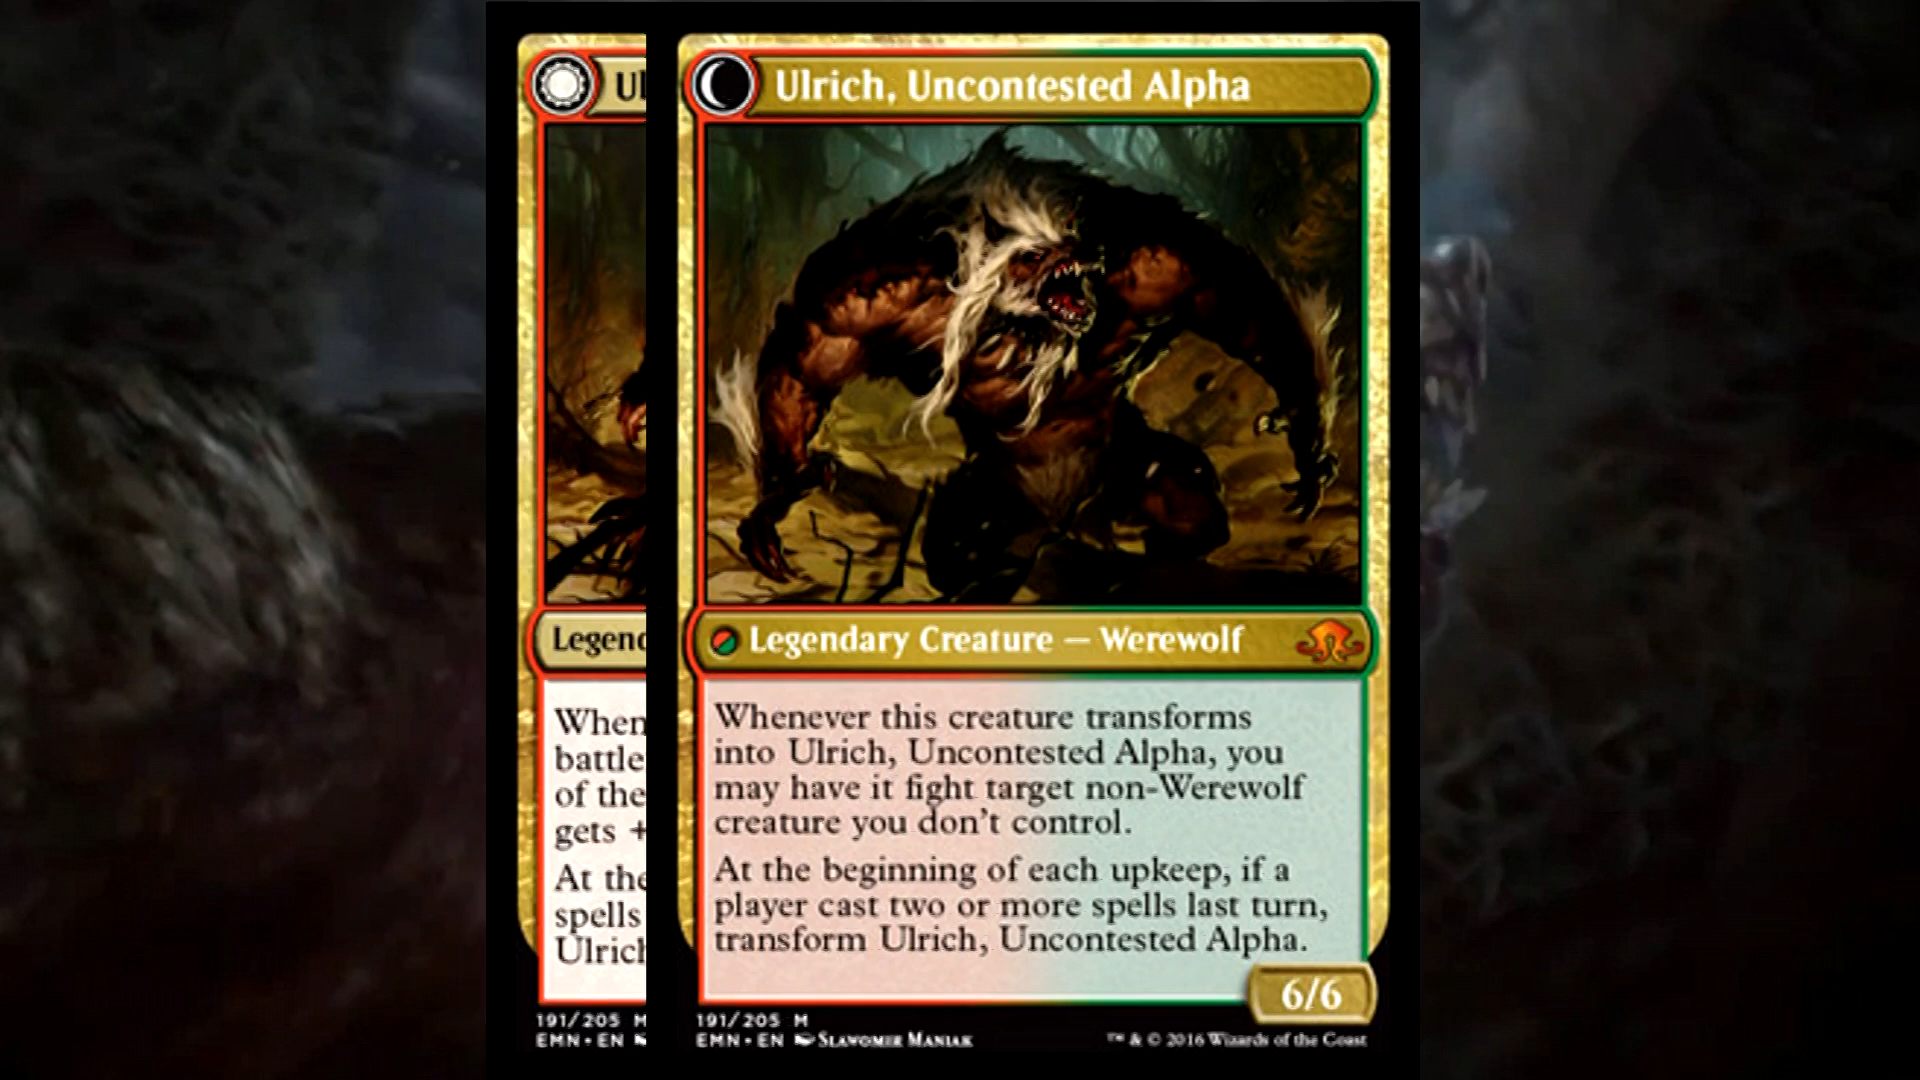 Ulrich, Uncontested Alpha
Legendary Creature — Werewolf
Whenever this creature transforms
into Ulrich, Uncontested Alpha, you
may have it fight target non-Werewolf
creature you don't control.
At the beginning of each upkeep, if a
player cast two or more spells last turn,
transform Ulrich, Uncontested Alpha.
6/6
191/205 M
EMN • EN SLAWOMIR MANIAK
™ & © 2016 Wizards of the Coast
Ul
Legend
When
battle
of the
gets +
At the
spells
Ulrich
191/205 M
EMN • EN